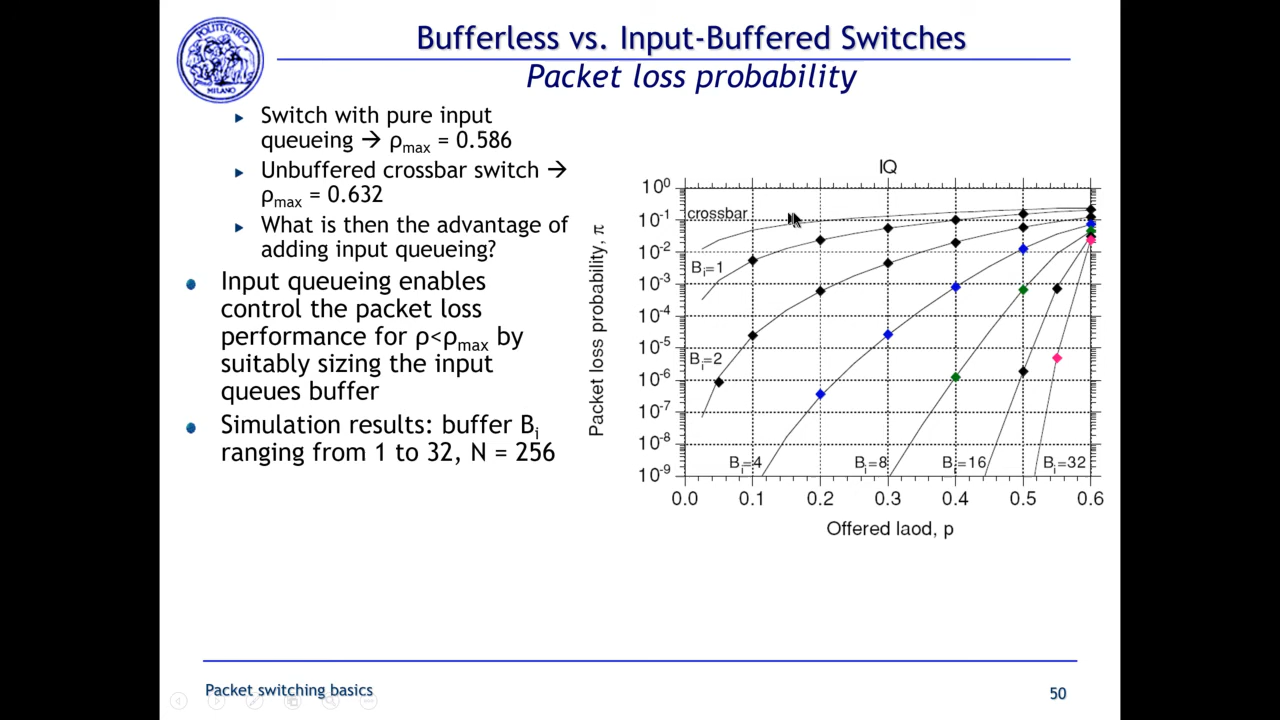 Bufferless vs. Input-Buffered Switches
Packet loss probability
POLITECNICO
MILANO
Switch with pure input
queueing → ρmax = 0.586
Unbuffered crossbar switch →
ρmax = 0.632
What is then the advantage of
adding input queueing?
Input queueing enables
control the packet loss
performance for ρ<ρmax by
suitably sizing the input
queues buffer
Simulation results: buffer Bi
ranging from 1 to 32, N = 256
IQ
Packet loss probability, π
10^0
10^-1
10^-2
10^-3
10^-4
10^-5
10^-6
10^-7
10^-8
10^-9
crossbar
Bi=1
Bi=2
Bi=4 Bi=8 Bi=16 Bi=32
0.0 0.1 0.2 0.3 0.4 0.5 0.6
Offered laod, p
Packet switching basics 50